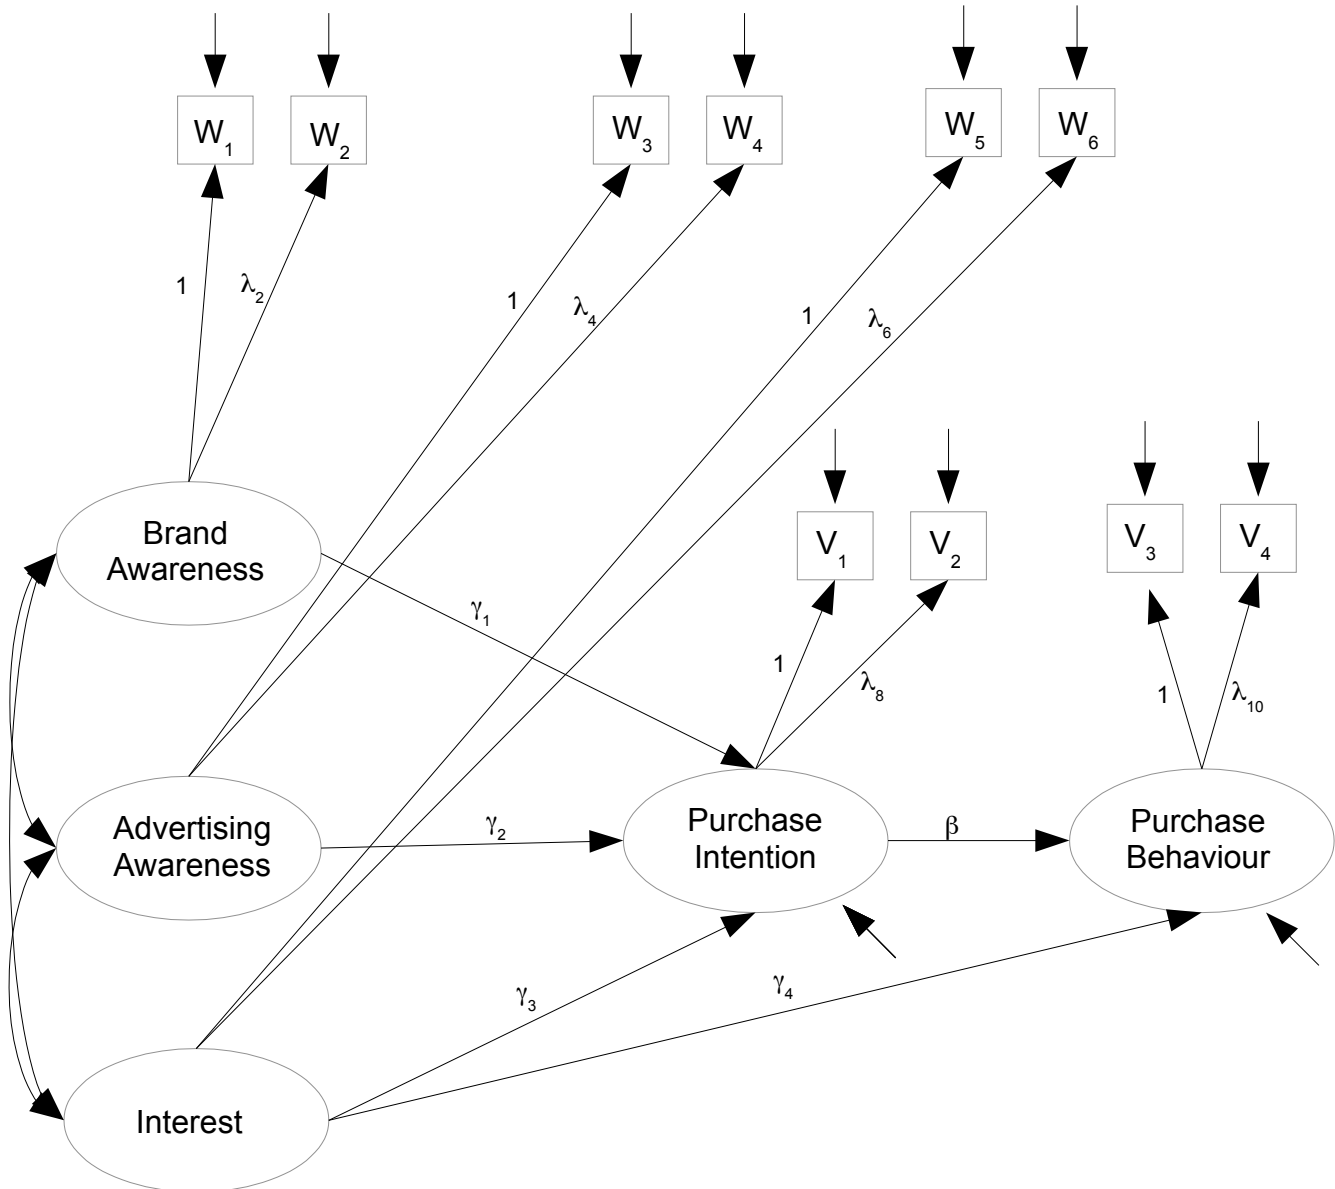 W₁ W₂ W₃ W₄ W₅ W₆
1 λ₂ 1 λ₄ 1 λ₆
Brand
Awareness
V₁ V₂ V₃ V₄
γ₁
1 λ₈ 1 λ₁₀
Advertising
Awareness
γ₂
Purchase
Intention
β
Purchase
Behaviour
γ₃ γ₄
Interest